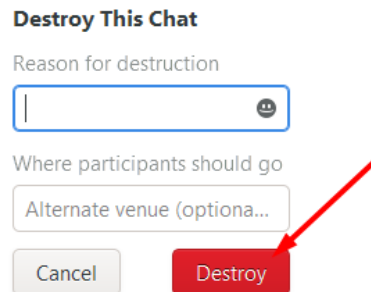 Destroy This Chat
Reason for destruction
Where participants should go
Alternate venue (optiona...
Cancel Destroy